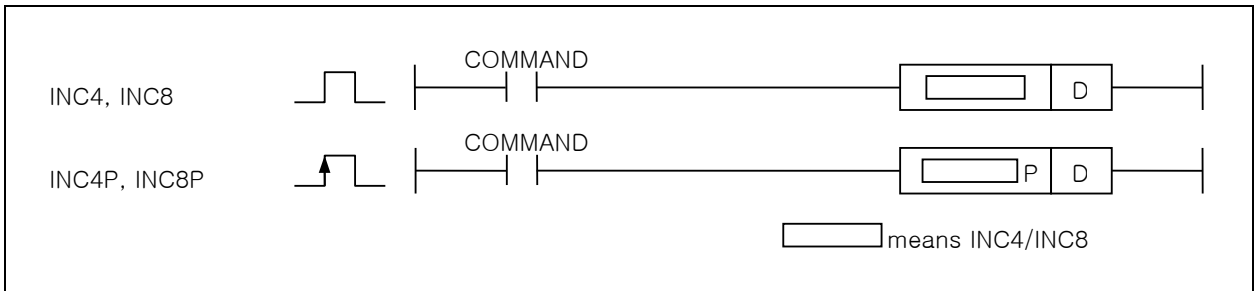 COMMAND
INC4, INC8 D
COMMAND
INC4P, INC8P P D
means INC4/INC8